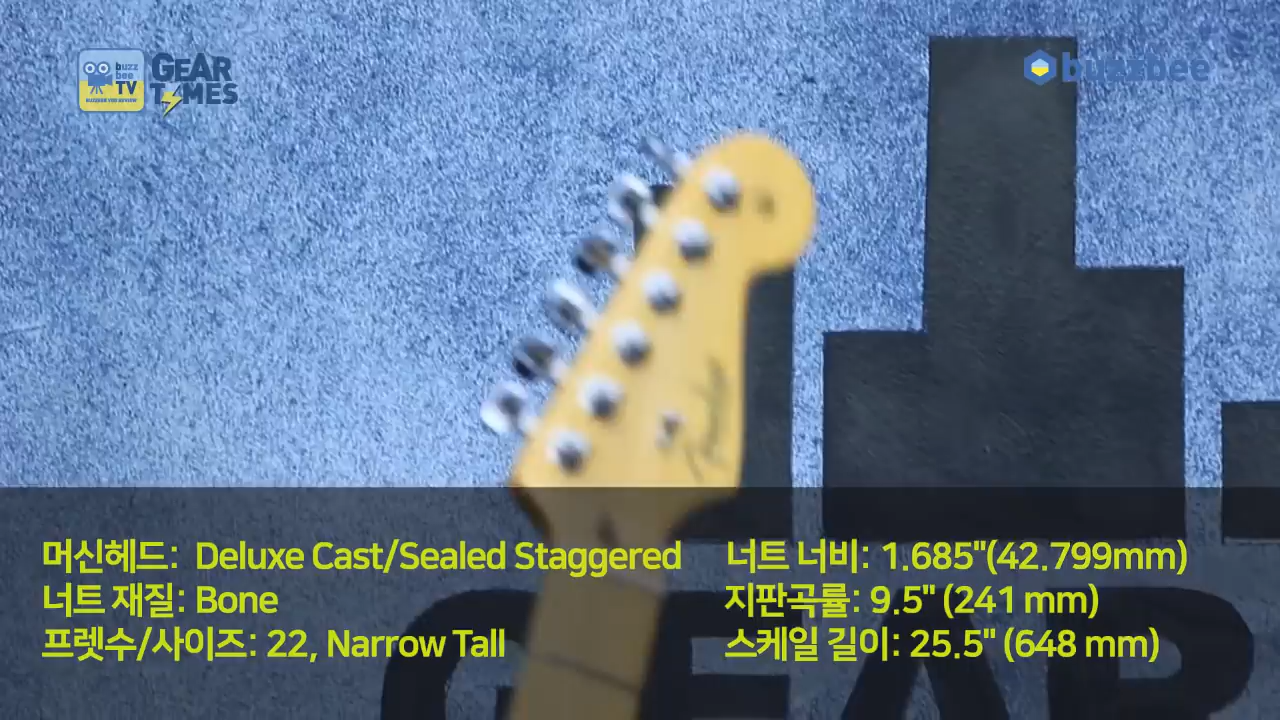 buzz
bee
TV
GEAR
TIMES
buzzbee
Fender
머신헤드: Deluxe Cast/Sealed Staggered
너트 재질: Bone
프렛수/사이즈: 22, Narrow Tall
너트 너비: 1.685"(42.799mm)
지판곡률: 9.5" (241 mm)
스케일 길이: 25.5" (648 mm)
GEAR